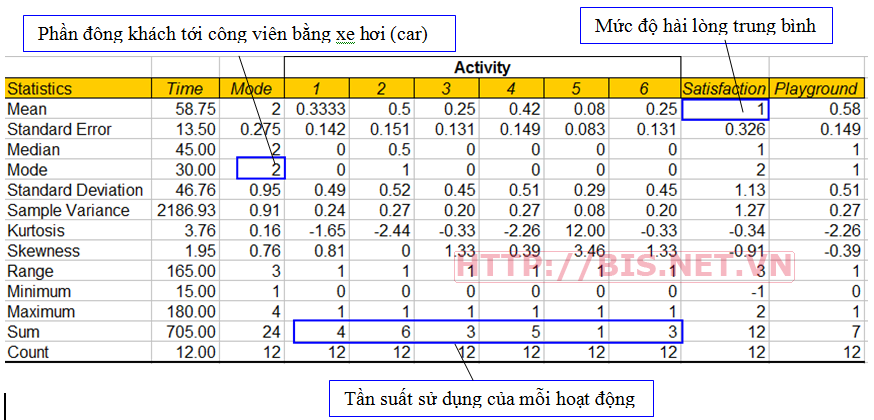 Phần đông khách tới công viên bằng xe hơi (car)
Mức độ hải lòng trung bình
Activity
Statistics Time Mode 1 2 3 4 5 6 Satisfaction Playground
Mean 58.75 2 0.3333 0.5 0.25 0.42 0.08 0.25 1 0.58
Standard Error 13.50 0.275 0.142 0.151 0.131 0.149 0.083 0.131 0.326 0.149
Median 45.00 2 0 0.5 0 0 0 0 1 1
Mode 30.00 2 0 1 0 0 0 0 2 1
Standard Deviation 46.76 0.95 0.49 0.52 0.45 0.51 0.29 0.45 1.13 0.51
Sample Variance 2186.93 0.91 0.24 0.27 0.20 0.27 0.08 0.20 1.27 0.27
Kurtosis 3.76 0.16 -1.65 -2.44 -0.33 -2.26 12.00 -0.33 -0.34 -2.26
Skewness 1.95 0.76 0.81 0 1.33 0.39 3.46 1.33 -0.91 -0.39
HTTP://BIS.NET.VN
Range 165.00 3 1 1 1 1 1 1 3 1
Minimum 15.00 1 0 0 0 0 0 0 -1 0
Maximum 180.00 4 1 1 1 1 1 1 2 1
Sum 705.00 24 4 6 3 5 1 3 12 7
Count 12.00 12 12 12 12 12 12 12 12 12
Tần suất sử dụng của mỗi hoạt động